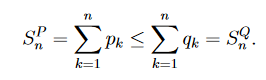 $S_n^P = \sum_{k=1}^{n} p_k \leq \sum_{k=1}^{n} q_k = S_n^Q.$